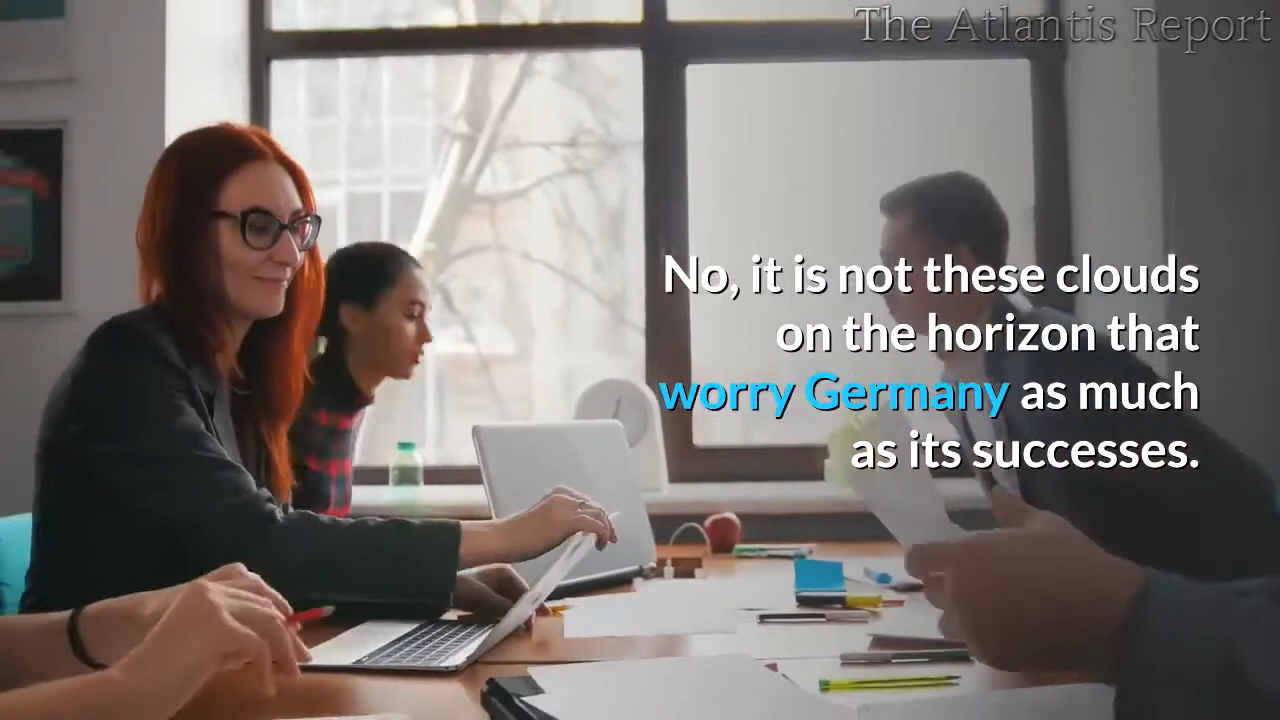 The Atlantis Report
No, it is not these clouds
on the horizon that
worry Germany as much
as its successes.